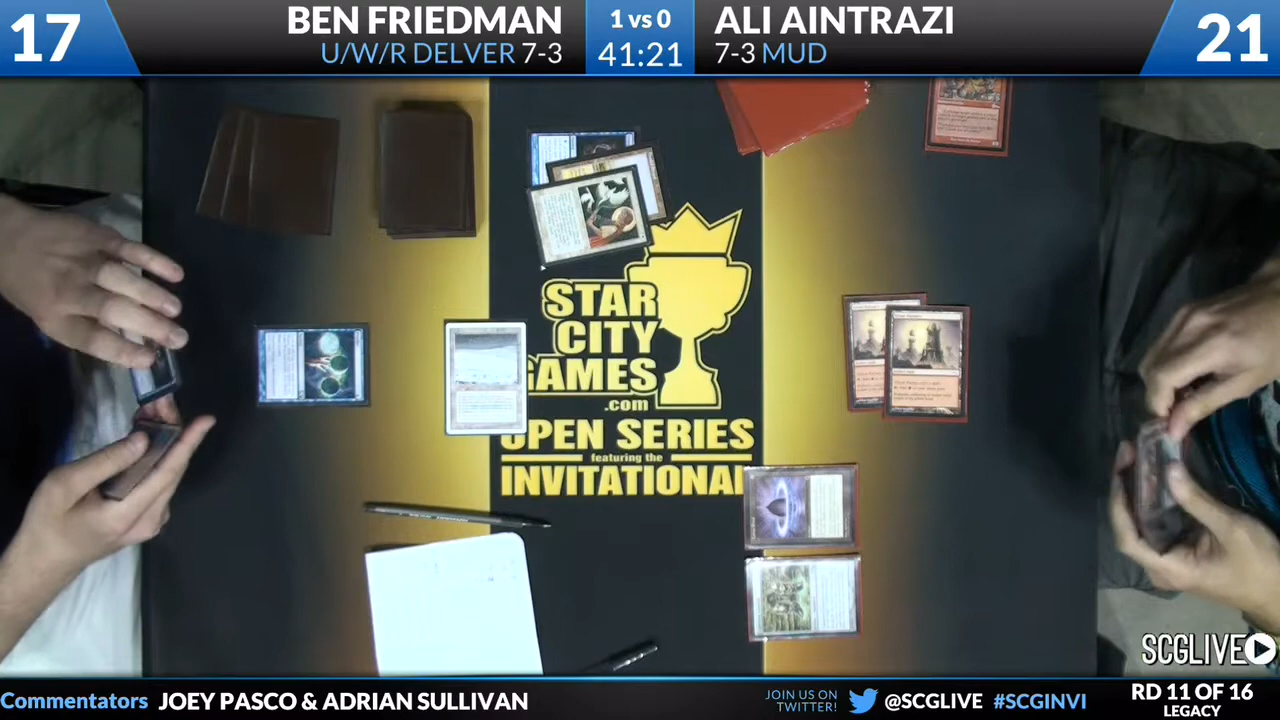 17
BEN FRIEDMAN
U/W/R DELVER 7-3
1 vs 0
41:21
ALI AINTRAZI
7-3 MUD
21
STAR
CITY
GAMES
.com
OPEN SERIES
featuring the
INVITATIONAL
SCGLIVE
Commentators JOEY PASCO & ADRIAN SULLIVAN
JOIN US ON
TWITTER!
@SCGLIVE #SCGINVI
RD 11 OF 16
LEGACY